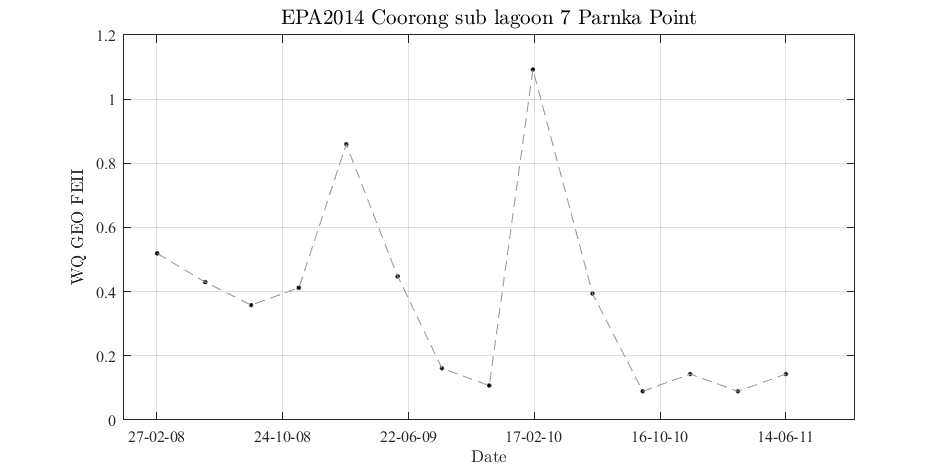 EPA2014 Coorong sub lagoon 7 Parnka Point
1.2
1
0.8
0.6
0.4
0.2
0
WQ GEO FEII
27-02-08 24-10-08 22-06-09 17-02-10 16-10-10 14-06-11
Date